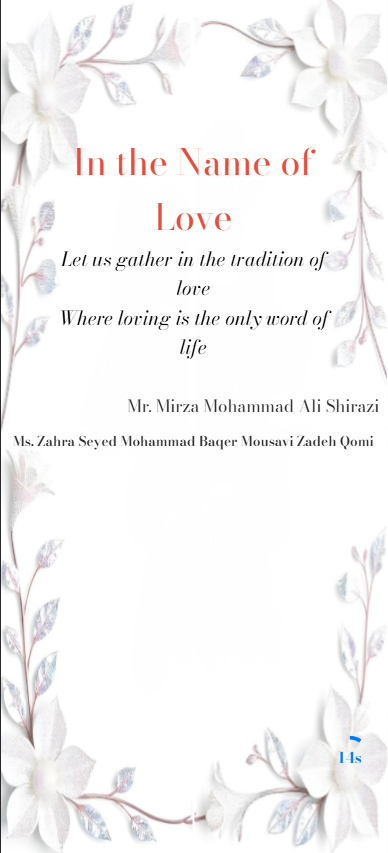 In the Name of
Love
Let us gather in the tradition of
love
Where loving is the only word of
life
Mr. Mirza Mohammad Ali Shirazi
Ms. Zahra Seyed Mohammad Baqer Mousavi Zadeh Qomi
14s